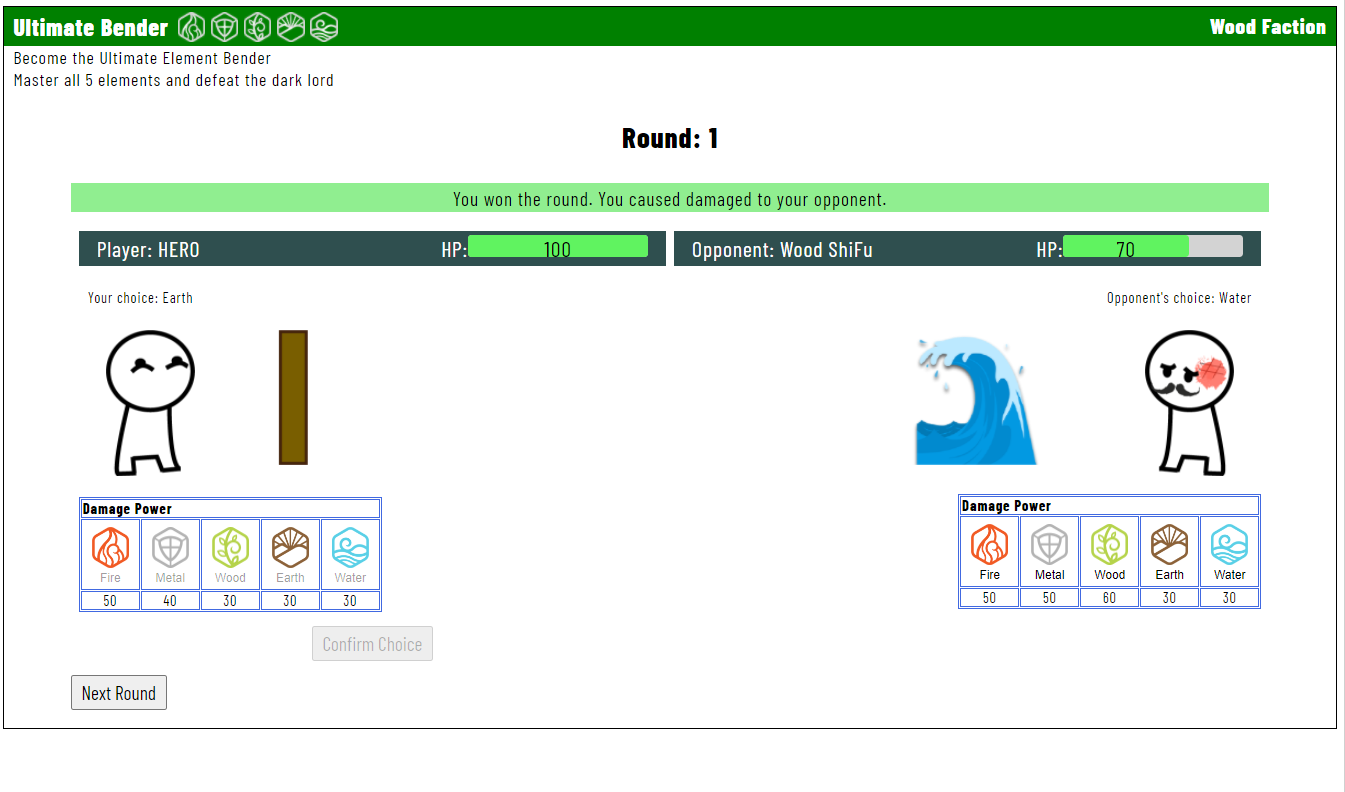 Ultimate Bender
Wood Faction
Become the Ultimate Element Bender
Master all 5 elements and defeat the dark lord
Round: 1
You won the round. You caused damaged to your opponent.
Player: HERO HP: 100
Opponent: Wood ShiFu HP: 70
Your choice: Earth
Opponent's choice: Water
Damage Power
Fire Metal Wood Earth Water
50 40 30 30 30
Damage Power
Fire Metal Wood Earth Water
50 50 60 30 30
Confirm Choice
Next Round